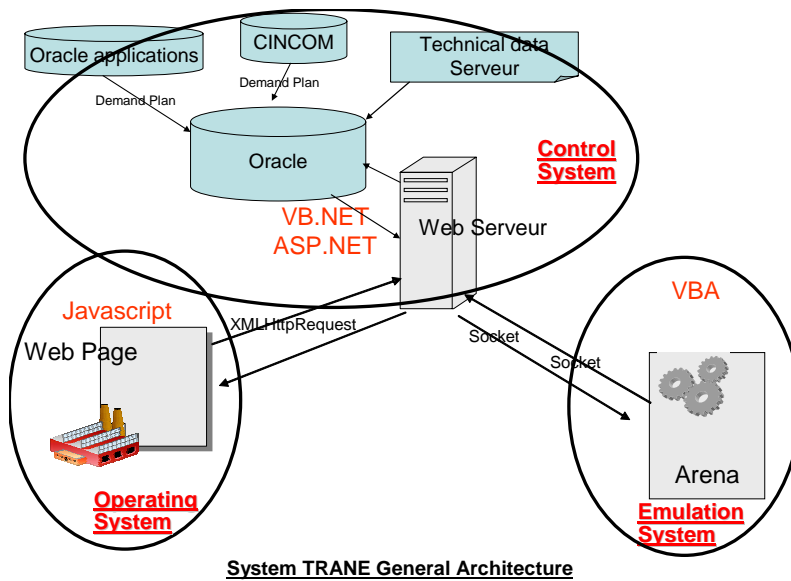 Oracle applications
CINCOM
Technical data
Serveur
Demand Plan
Demand Plan
Oracle
Control
System
VB.NET
ASP.NET
Web Serveur
Javascript
Web Page
XMLHttpRequest
Socket
Socket
VBA
Arena
Operating
System
Emulation
System
System TRANE General Architecture